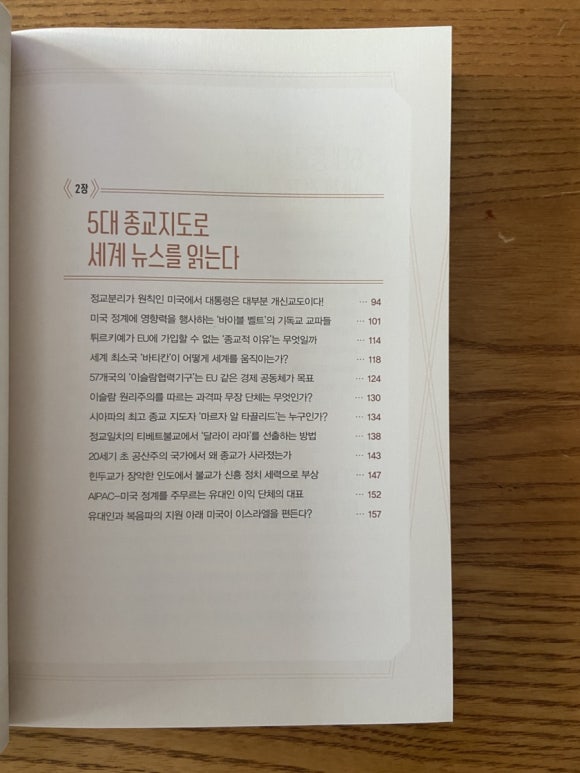 《2장》
5대 종교지도로
세계 뉴스를 읽는다
정교분리가 원칙인 미국에서 대통령은 대부분 개신교도이다! … 94
미국 정계에 영향력을 행사하는 '바이블 벨트'의 기독교 교파들 … 101
튀르키예가 EU에 가입할 수 없는 '종교적 이유'는 무엇일까 … 114
세계 최소국 '바티칸'이 어떻게 세계를 움직이는가? … 118
57개국의 '이슬람협력기구'는 EU 같은 경제 공동체가 목표 … 124
이슬람 원리주의를 따르는 과격파 무장 단체는 무엇인가? … 130
시아파의 최고 종교 지도자 '마르자 알 타끌리드'는 누구인가? … 134
정교일치의 티베트불교에서 '달라이 라마'를 선출하는 방법 … 138
20세기 초 공산주의 국가에서 왜 종교가 사라졌는가 … 143
힌두교가 장악한 인도에서 불교가 신흥 정치 세력으로 부상 … 147
AIPAC–미국 정계를 주무르는 유대인 이익 단체의 대표 … 152
유대인과 복음파의 지원 아래 미국이 이스라엘을 편든다? … 157